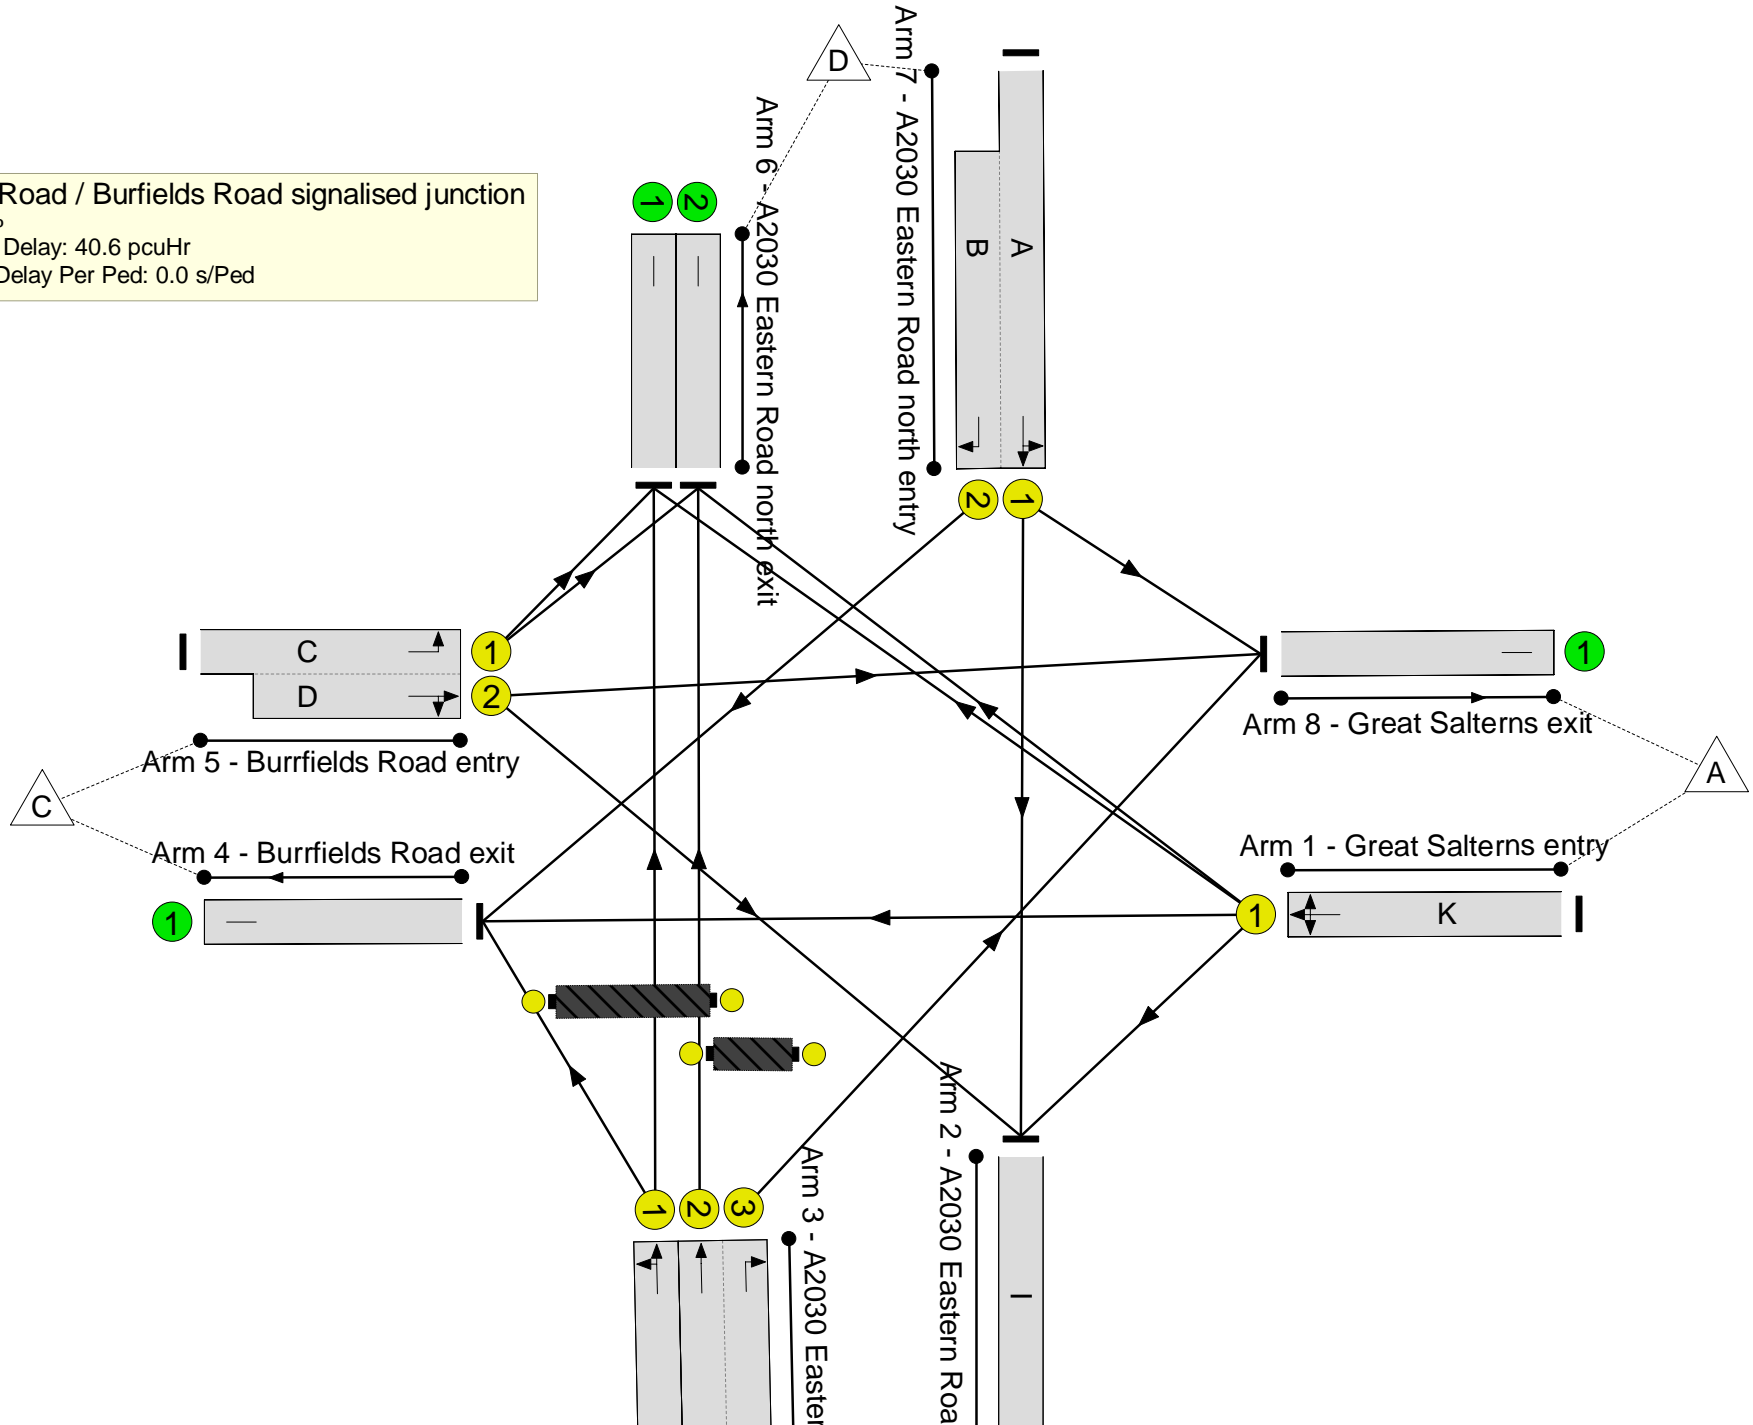 D
Arm 7 - A2030 Eastern Road north entry
Arm 6 - A2030 Eastern Road north exit
Road / Burfields Road signalised junction
Delay: 40.6 pcuHr
Delay Per Ped: 0.0 s/Ped
1 2
B A
2 1
C
D
1
2
Arm 5 - Burrfields Road entry
C
Arm 4 - Burrfields Road exit
1
1
Arm 8 - Great Salterns exit
A
Arm 1 - Great Salterns entry
1
K
1 2 3
Arm 3 - A2030 Easter
Arm 2 - A2030 Eastern Roa
I